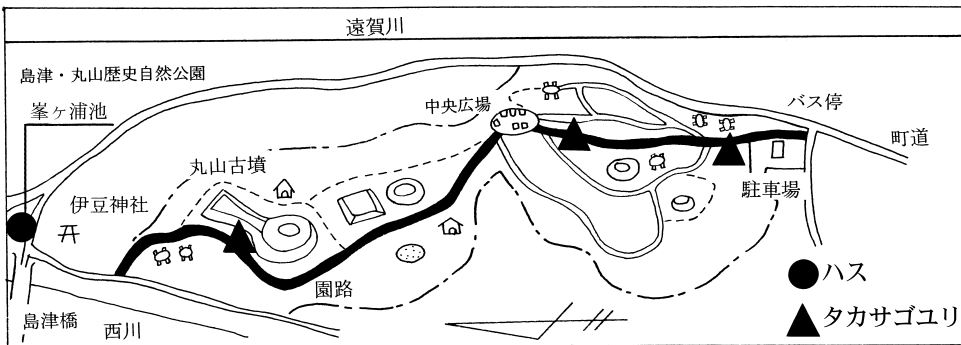 遠賀川
島津・丸山歴史自然公園
峯ヶ浦池
中央広場
バス停
町道
丸山古墳
伊豆神社
駐車場
園路
島津橋
西川
ハス
タカサゴユリ